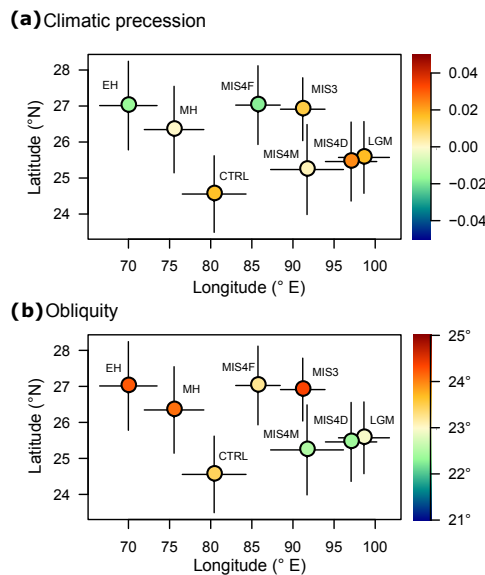 (a) Climatic precession
EH
MH
CTRL
MIS4F
MIS3
MIS4M
MIS4D
LGM
28
27
26
25
24
Latitude (°N)
70 75 80 85 90 95 100
Longitude (° E)
0.04
0.02
0.00
−0.02
−0.04
(b) Obliquity
EH
MH
CTRL
MIS4F
MIS3
MIS4M
MIS4D
LGM
28
27
26
25
24
Latitude (°N)
70 75 80 85 90 95 100
Longitude (° E)
25°
24°
23°
22°
21°